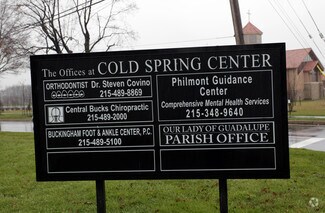 The Offices at COLD SPRING CENTER
ORTHODONTIST Dr. Steven Covino
215-489-8869
Central Bucks Chiropractic
215-489-2000
BUCKINGHAM FOOT & ANKLE CENTER, P.C.
215-489-5100
Philmont Guidance
Center
Comprehensive Mental Health Services
215-348-9640
OUR LADY OF GUADALUPE
PARISH OFFICE